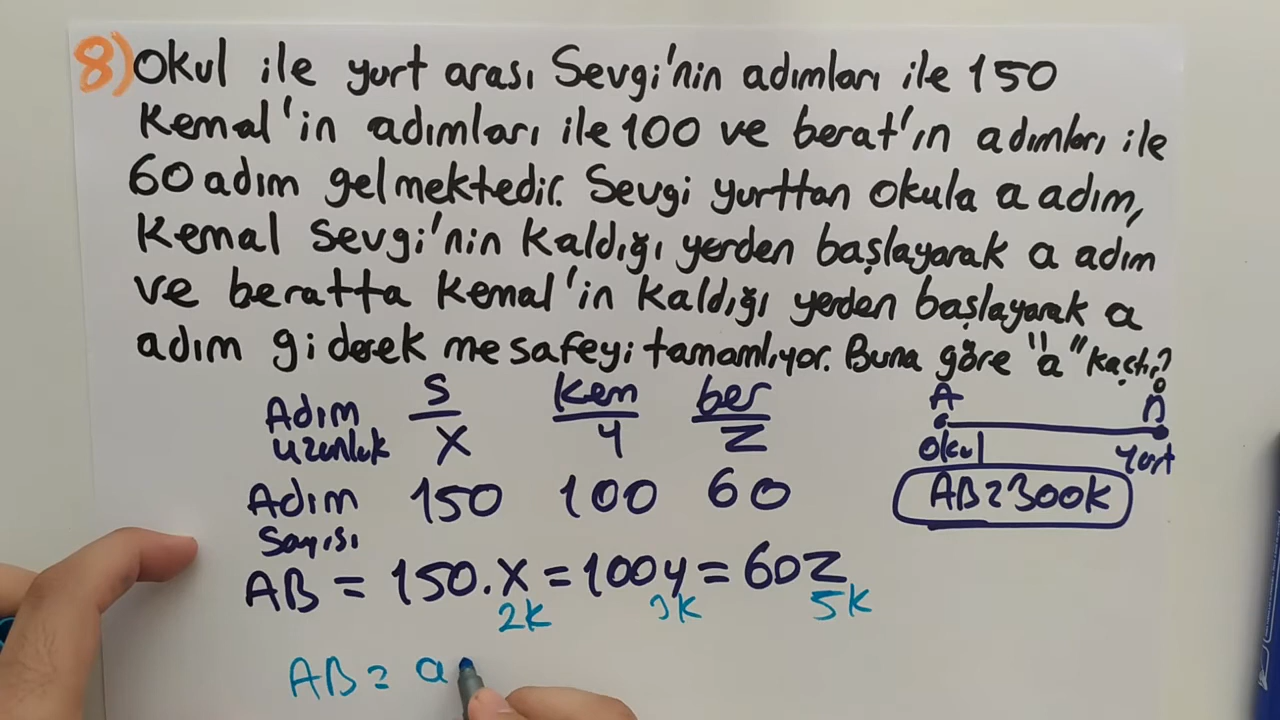 8) Okul ile yurt arası Sevgi'nin adımları ile 150
Kemal'in adımları ile 100 ve berat'ın adımları ile
60 adım gelmektedir. Sevgi yurttan okula a adım,
Kemal Sevgi'nin kaldığı yerden başlayarak a adım
ve beratta Kemal'in kaldığı yerden başlayarak a
adım giderek mesafeyi tamamlıyor. Buna göre "a" kaçtır?
S Kem ber
Adım uzunluk X y Z
Adım Sayısı 150 100 60
A B
okul yurt
AB=300k
AB = 150.X = 100y = 60Z
2k 3k 5k
AB = a